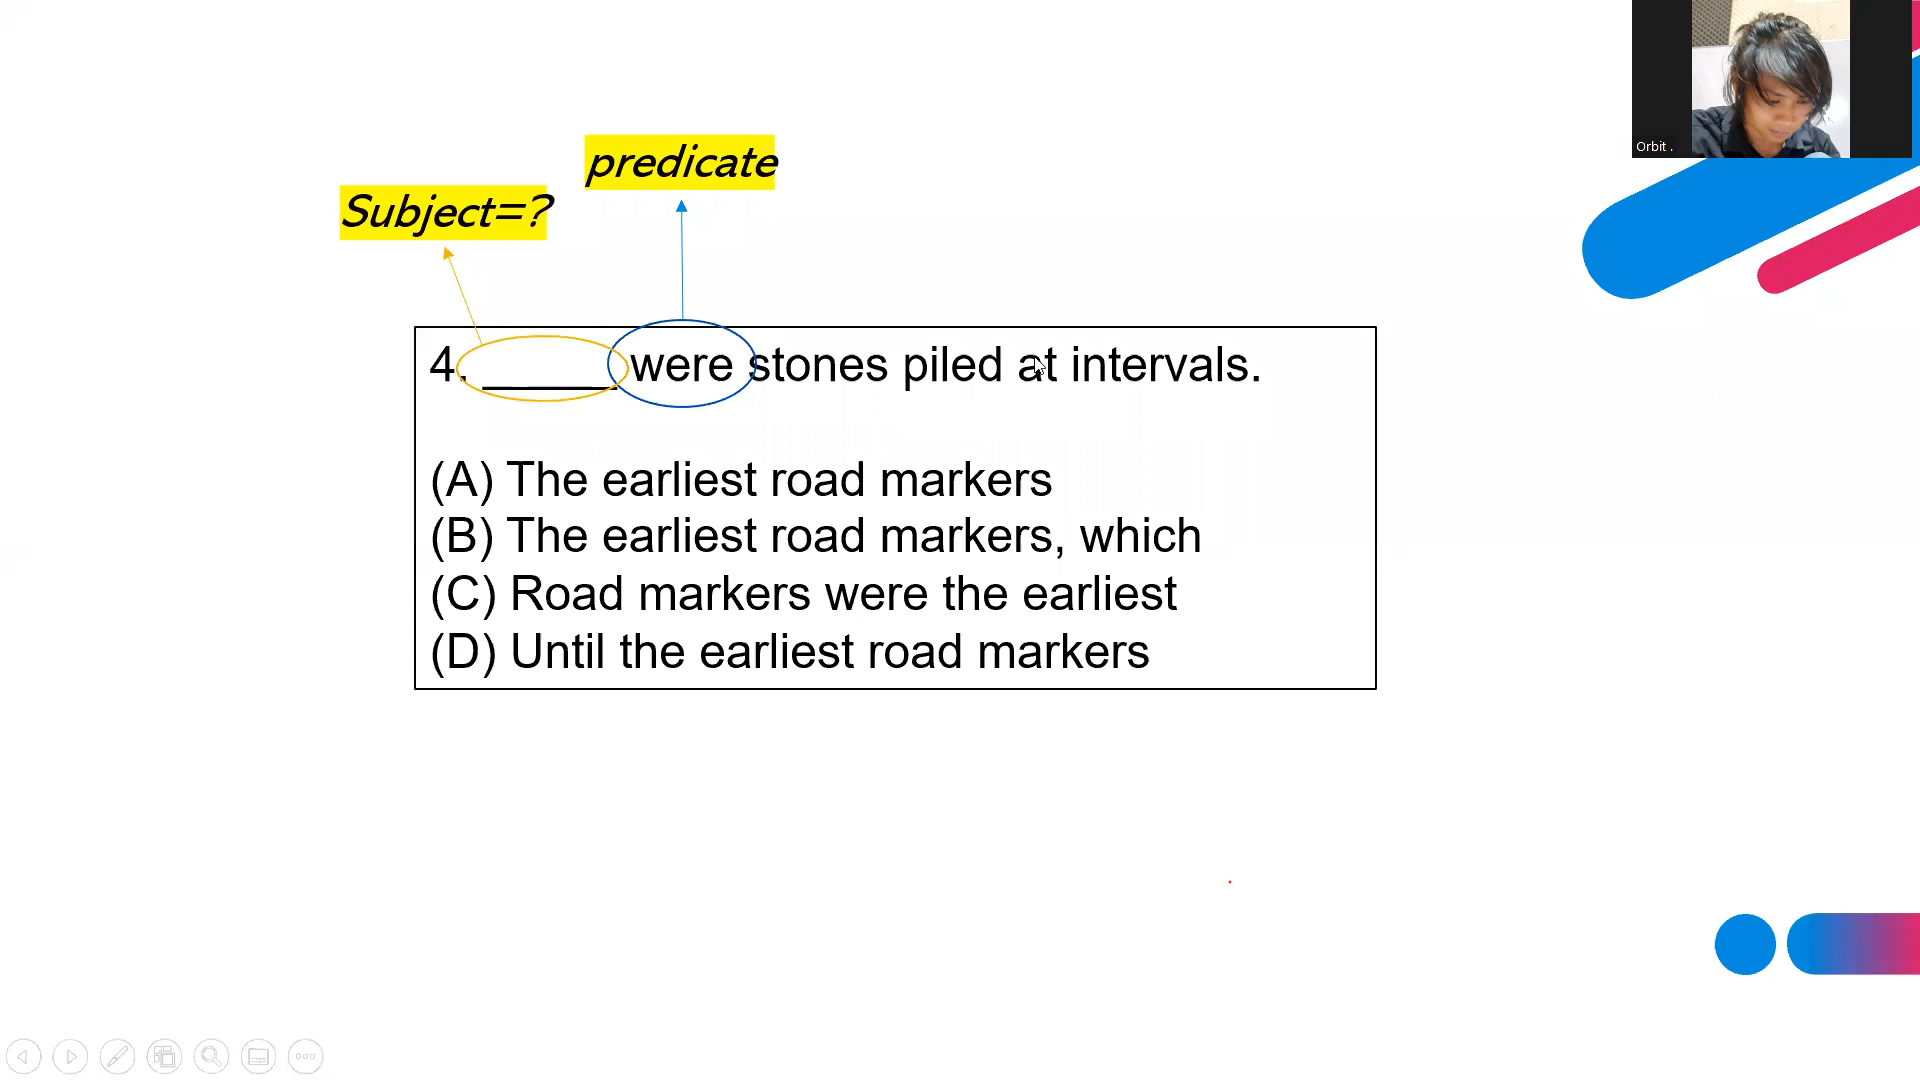 Orbit .
predicate
Subject=?
4. ______ were stones piled at intervals.
(A) The earliest road markers
(B) The earliest road markers, which
(C) Road markers were the earliest
(D) Until the earliest road markers